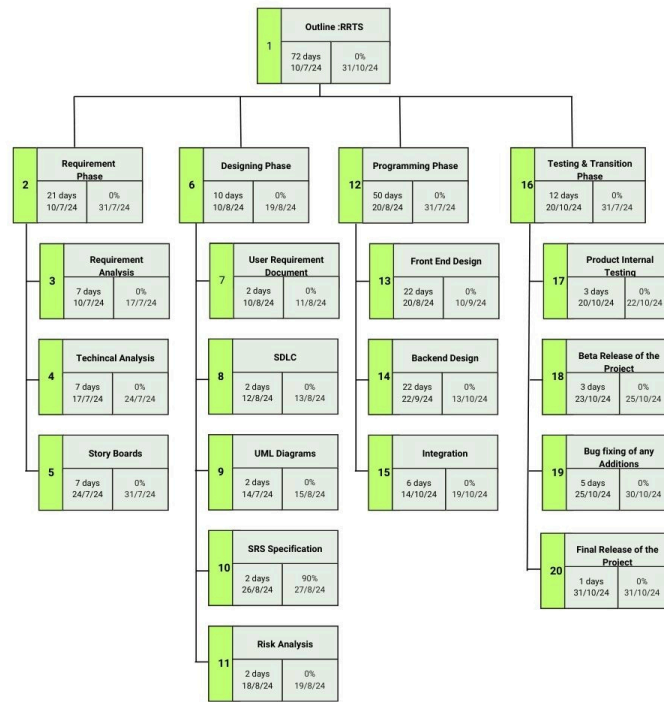 1
Outline :RRTS
72 days 0%
10/7/24 31/10/24
2
Requirement
Phase
21 days 0%
10/7/24 31/7/24
3
Requirement
Analysis
7 days 0%
10/7/24 17/7/24
4
Techincal Analysis
7 days 0%
17/7/24 24/7/24
5
Story Boards
7 days 0%
24/7/24 31/7/24
6
Designing Phase
10 days 0%
10/8/24 19/8/24
7
User Requirement
Document
2 days 0%
10/8/24 11/8/24
8
SDLC
2 days 0%
12/8/24 13/8/24
9
UML Diagrams
2 days 0%
14/7/24 15/8/24
10
SRS Specification
2 days 90%
26/8/24 27/8/24
11
Risk Analysis
2 days 0%
18/8/24 19/8/24
12
Programming Phase
50 days 0%
20/8/24 31/7/24
13
Front End Design
22 days 0%
20/8/24 10/9/24
14
Backend Design
22 days 0%
22/9/24 13/10/24
15
Integration
6 days 0%
14/10/24 19/10/24
16
Testing & Transition
Phase
12 days 0%
20/10/24 31/7/24
17
Product Internal
Testing
3 days 0%
20/10/24 22/10/24
18
Beta Release of the
Project
3 days 0%
23/10/24 25/10/24
19
Bug fixing of any
Additions
5 days 0%
25/10/24 30/10/24
20
Final Release of the
Project
1 days 0%
31/10/24 31/10/24